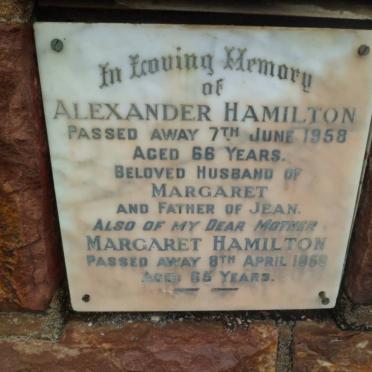 In Loving Memory
of
ALEXANDER HAMILTON
PASSED AWAY 7TH JUNE 1958
AGED 66 YEARS.
BELOVED HUSBAND OF
MARGARET
AND FATHER OF JEAN.
ALSO OF MY DEAR MOTHER
MARGARET HAMILTON
PASSED AWAY 8TH APRIL
AGED 65 YEARS.